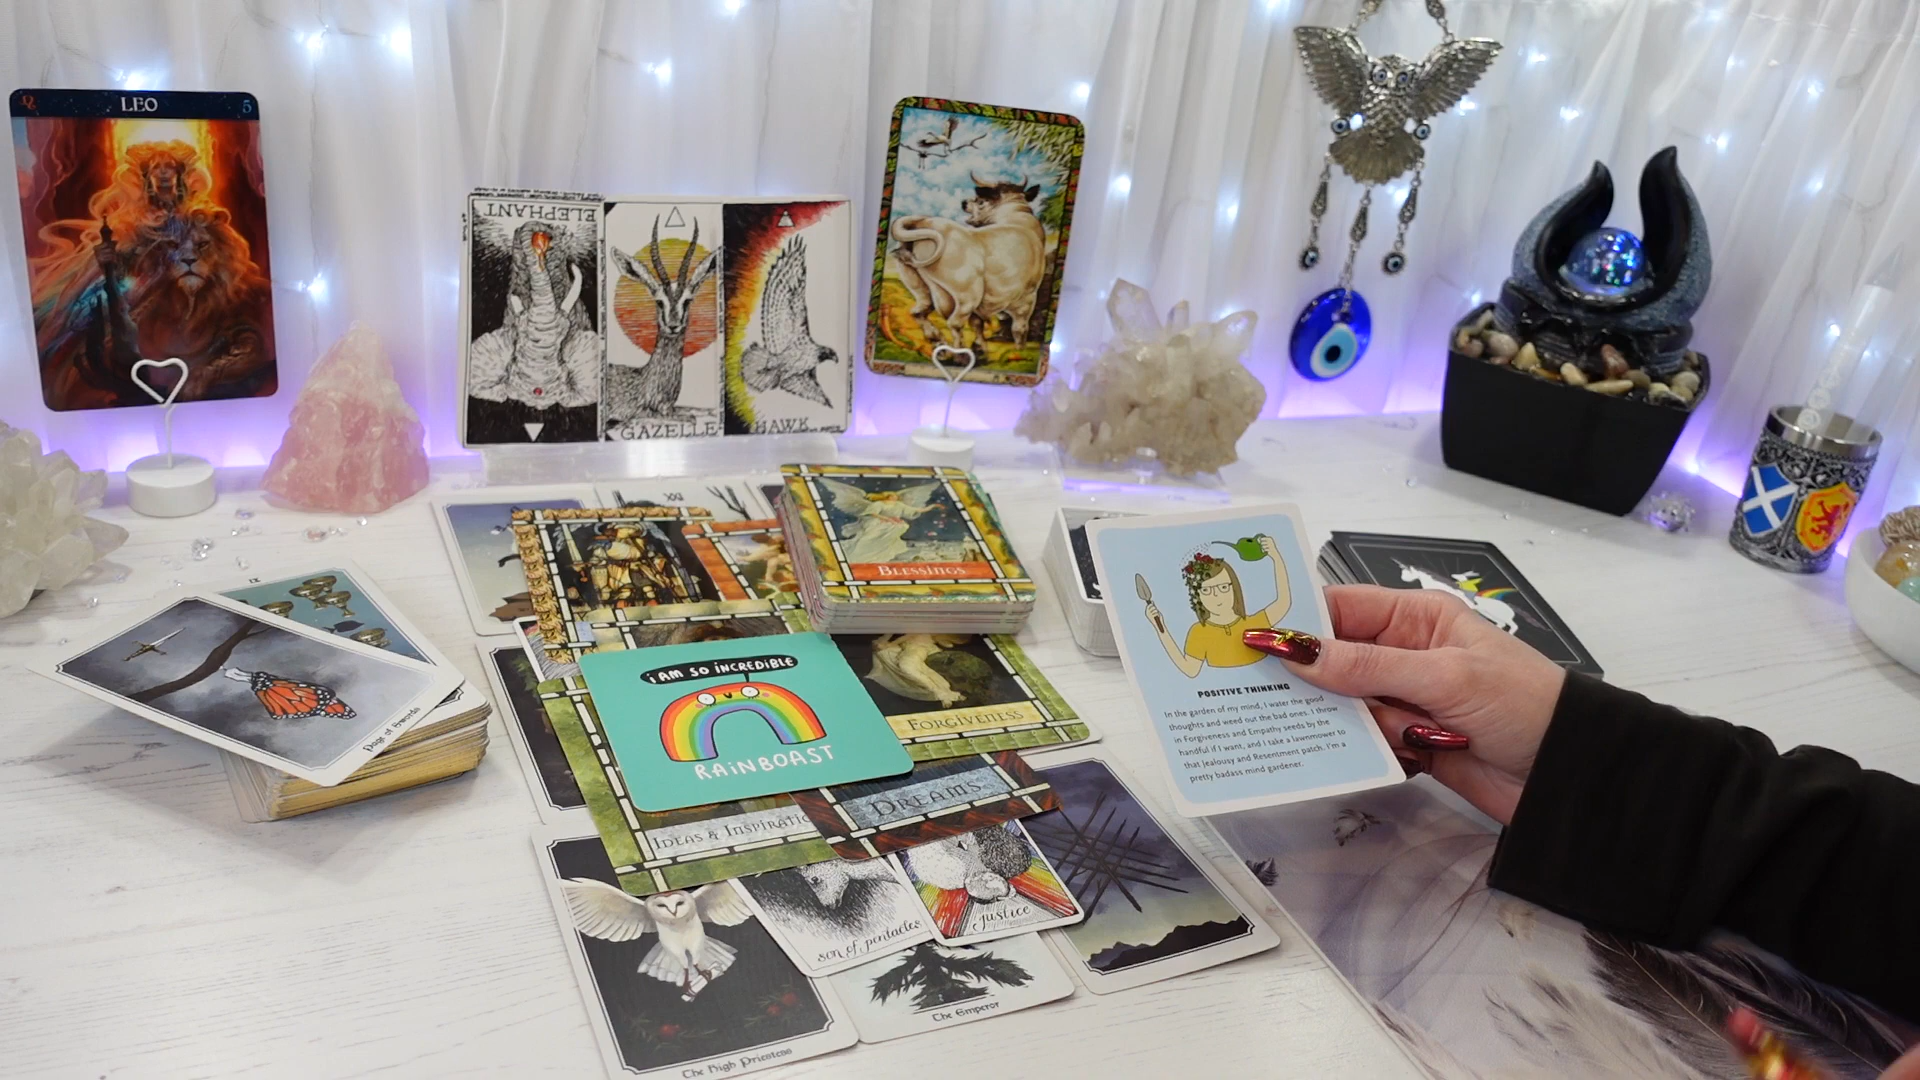 LEO
5
ELEPHANT
GAZELLE
HAWK
XX
BLESSINGS
IX
Page of Swords
I AM SO INCREDIBLE
RAINBOAST
FORGIVENESS
IDEAS & INSPIRATIO
DREAMS
son of pentacles
justice
The Emperor
The High Priestess
POSITIVE THINKING
In the garden of my mind, I water the good
thoughts and weed out the bad ones. I throw
in Forgiveness and Empathy seeds by the
handful if I want, and I take a lawnmower to
that Jealousy and Resentment patch. I'm a
pretty badass mind gardener.